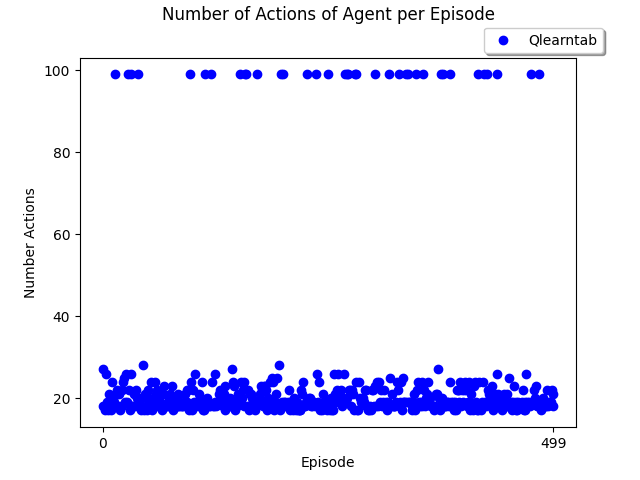 Number of Actions of Agent per Episode
Qlearntab
100
80
60
40
20
Number Actions
0
499
Episode